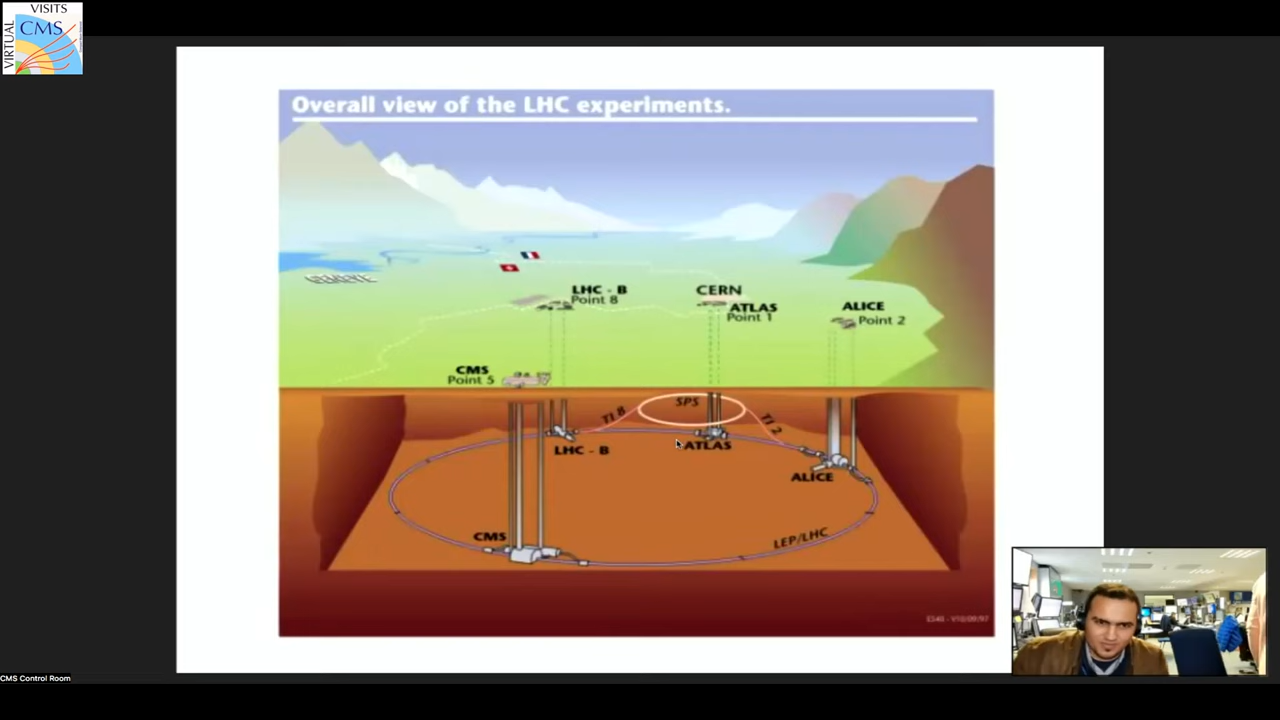 VISITS
CMS
VIRTUAL
Overall view of the LHC experiments.
GENEVE
LHC - B
Point 8
CERN
ATLAS
Point 1
ALICE
Point 2
CMS
Point 5
SPS
TI 8
TI 2
LHC - B
ATLAS
ALICE
CMS
LEP/LHC
CMS Control Room